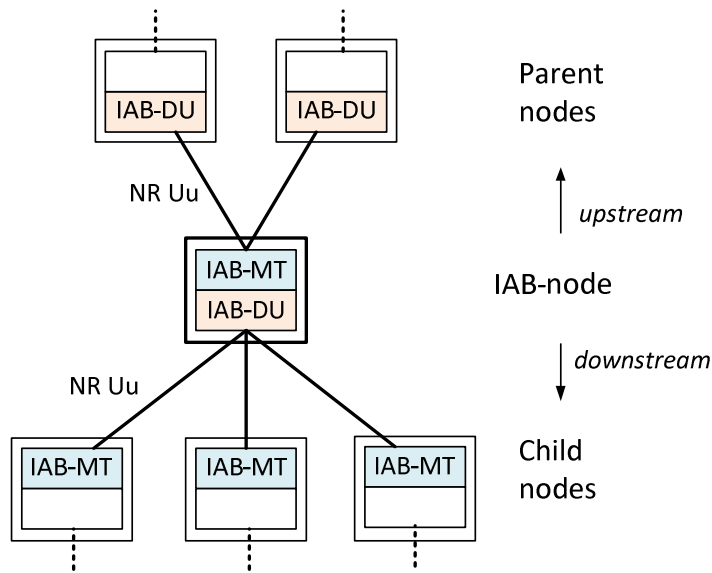 IAB-DU
IAB-DU
Parent
nodes
NR Uu
upstream
IAB-MT
IAB-DU
IAB-node
downstream
NR Uu
IAB-MT
IAB-MT
IAB-MT
Child
nodes